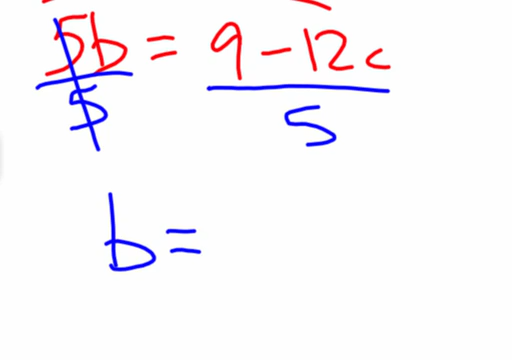 5b = 9 - 12c
5 5
b =